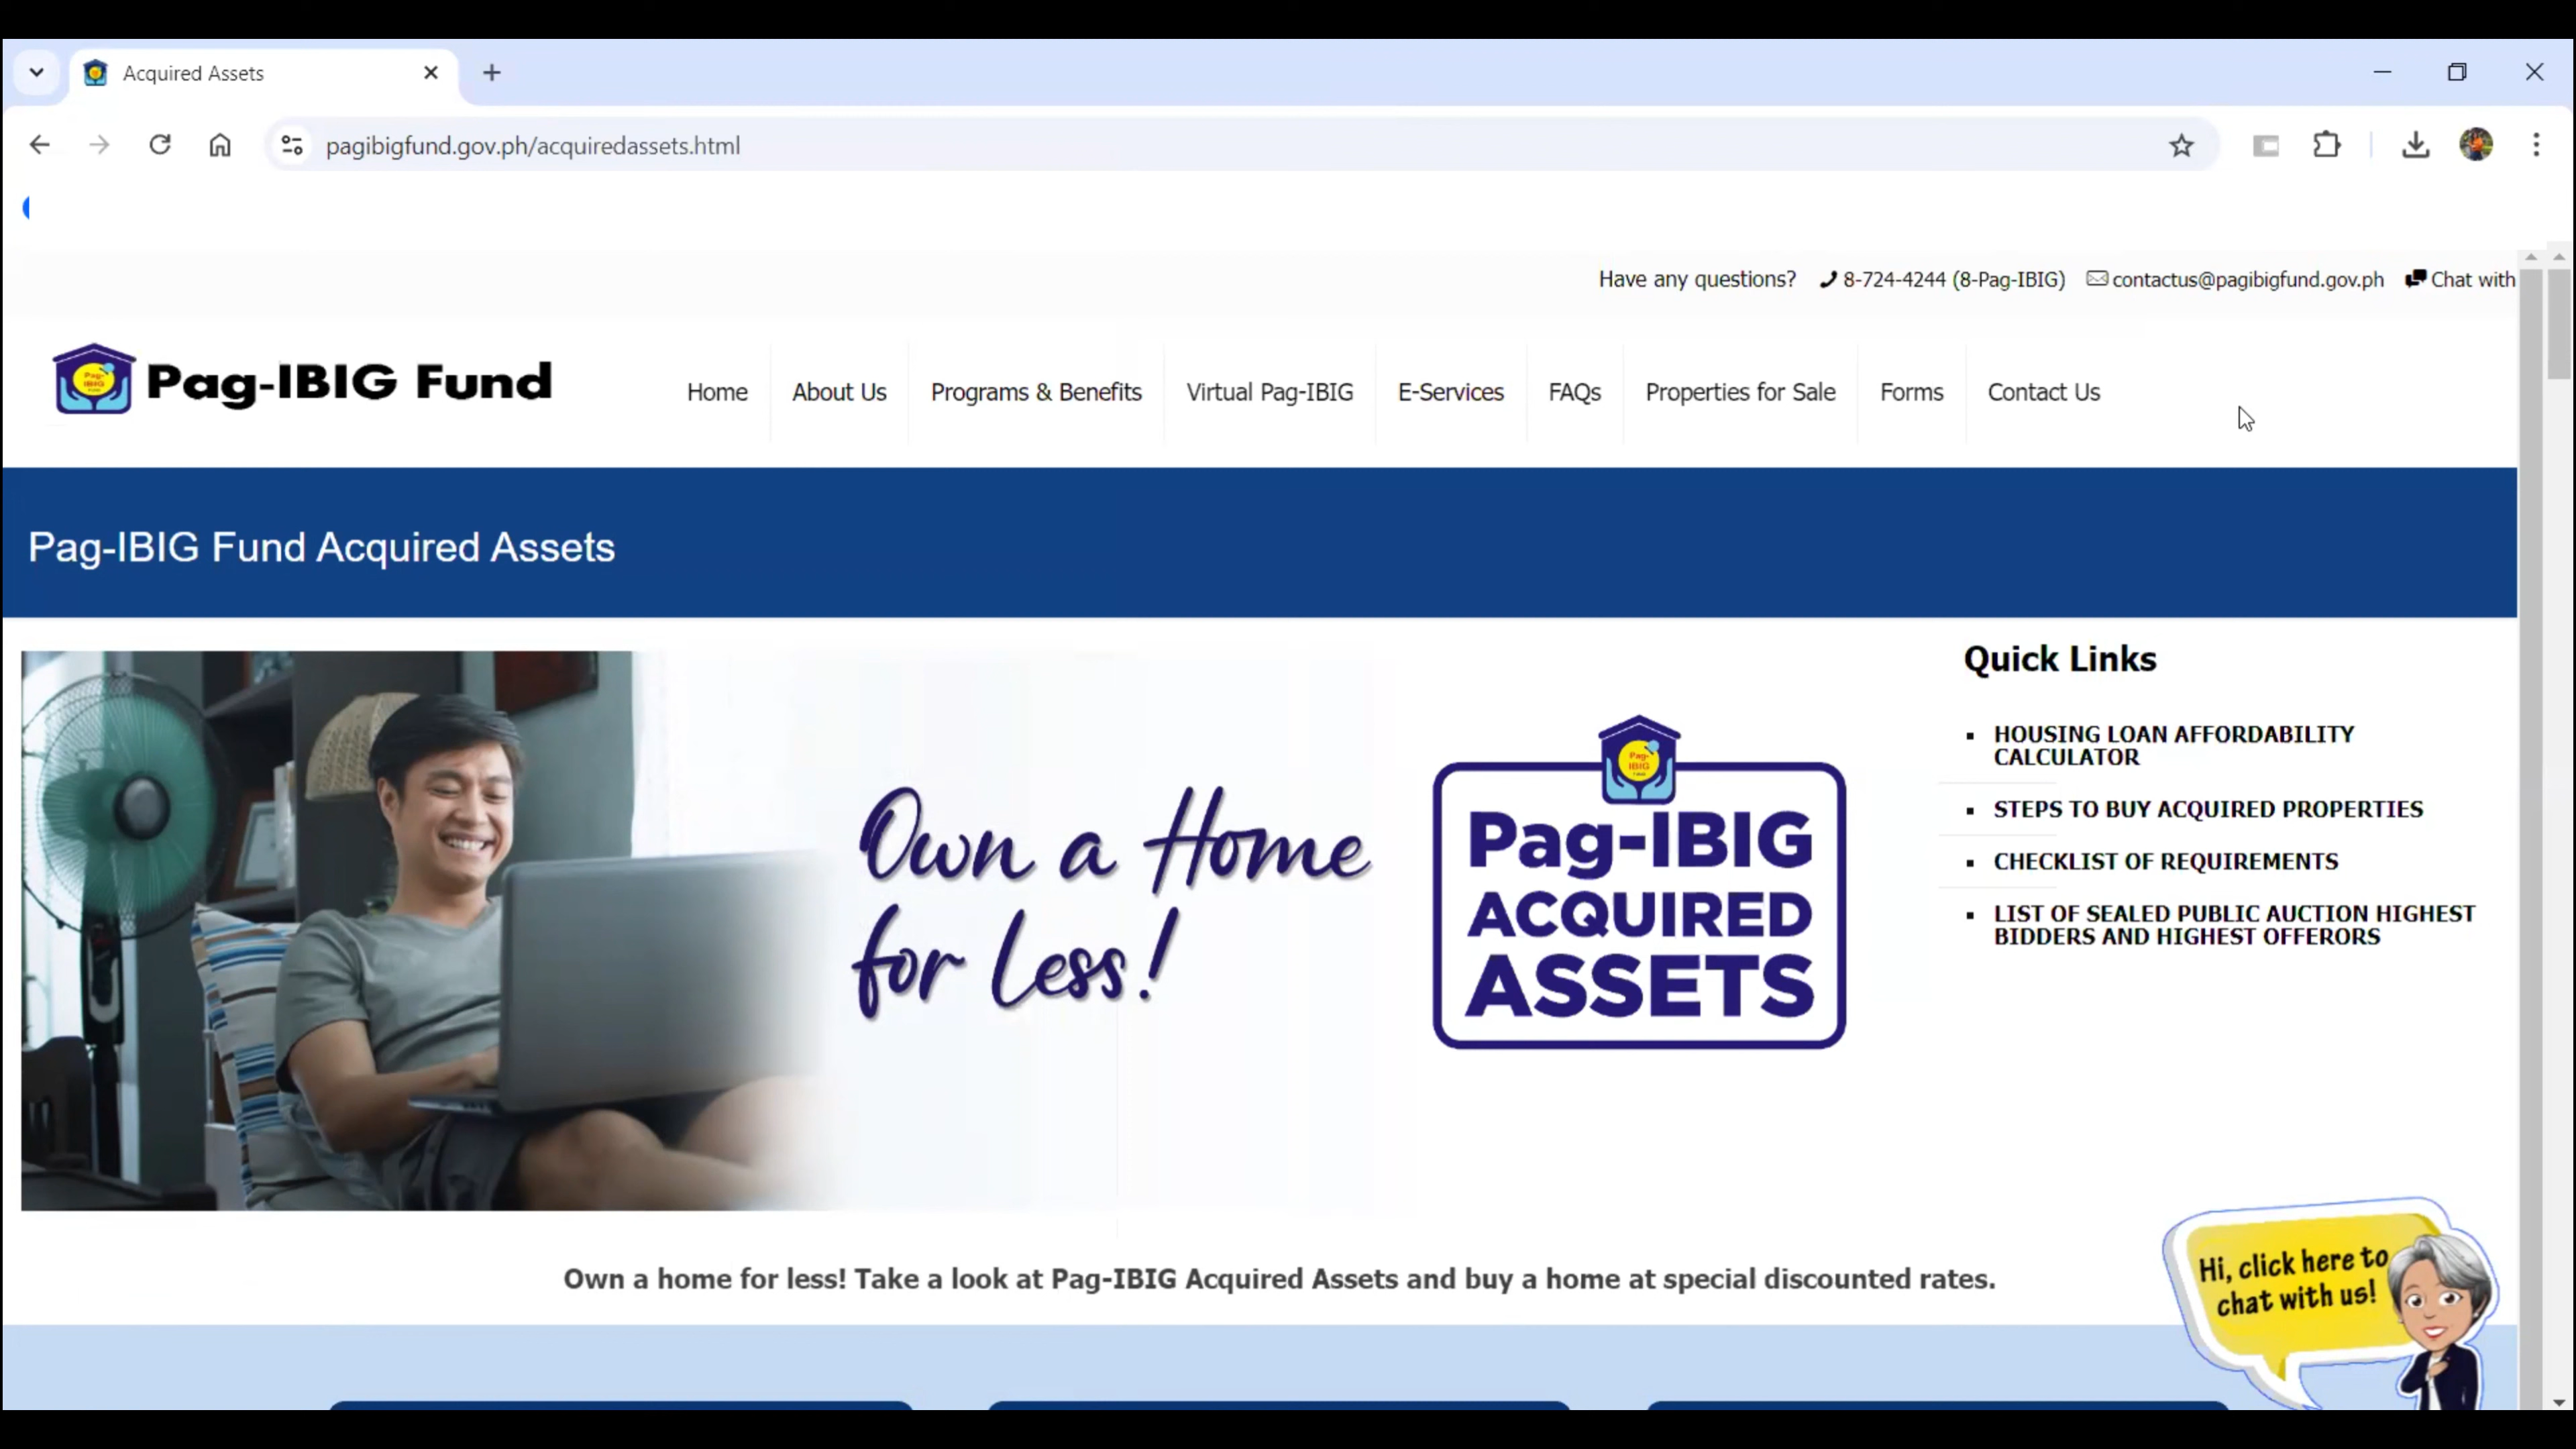 Acquired Assets
pagibigfund.gov.ph/acquiredassets.html
Have any questions? 8-724-4244 (8-Pag-IBIG) contactus@pagibigfund.gov.ph Chat with
Pag-IBIG Fund
Home About Us Programs & Benefits Virtual Pag-IBIG E-Services FAQs Properties for Sale Forms Contact Us
Pag-IBIG Fund Acquired Assets
Own a Home
for Less!
Pag-IBIG
ACQUIRED
ASSETS
Quick Links
HOUSING LOAN AFFORDABILITY
CALCULATOR
STEPS TO BUY ACQUIRED PROPERTIES
CHECKLIST OF REQUIREMENTS
LIST OF SEALED PUBLIC AUCTION HIGHEST
BIDDERS AND HIGHEST OFFERORS
Own a home for less! Take a look at Pag-IBIG Acquired Assets and buy a home at special discounted rates.
Hi, click here to
chat with us!